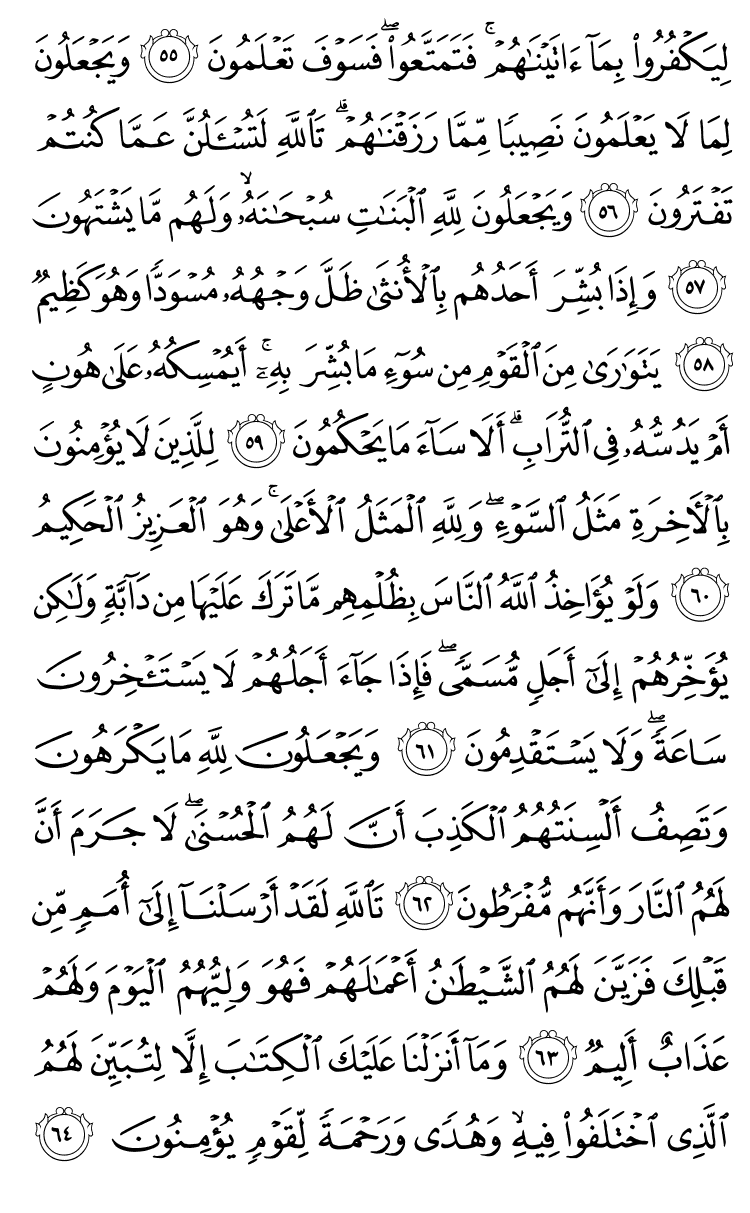 لِيَكۡفُرُواْ بِمَآ ءَاتَيۡنَٰهُمۡۚ فَتَمَتَّعُواْۖ فَسَوۡفَ تَعۡلَمُونَ ٥٥ وَيَجۡعَلُونَ
لِمَا لَا يَعۡلَمُونَ نَصِيبٗا مِّمَّا رَزَقۡنَٰهُمۡۗ تَٱللَّهِ لَتُسۡـَٔلُنَّ عَمَّا كُنتُمۡ
تَفۡتَرُونَ ٥٦ وَيَجۡعَلُونَ لِلَّهِ ٱلۡبَنَٰتِ سُبۡحَٰنَهُۥ وَلَهُم مَّا يَشۡتَهُونَ
٥٧ وَإِذَا بُشِّرَ أَحَدُهُم بِٱلۡأُنثَىٰ ظَلَّ وَجۡهُهُۥ مُسۡوَدّٗا وَهُوَ كَظِيمٞ
٥٨ يَتَوَٰرَىٰ مِنَ ٱلۡقَوۡمِ مِن سُوٓءِ مَا بُشِّرَ بِهِۦٓۚ أَيُمۡسِكُهُۥ عَلَىٰ هُونٍ
أَمۡ يَدُسُّهُۥ فِي ٱلتُّرَابِۗ أَلَا سَآءَ مَا يَحۡكُمُونَ ٥٩ لِلَّذِينَ لَا يُؤۡمِنُونَ
بِٱلۡأٓخِرَةِ مَثَلُ ٱلسَّوۡءِۖ وَلِلَّهِ ٱلۡمَثَلُ ٱلۡأَعۡلَىٰۚ وَهُوَ ٱلۡعَزِيزُ ٱلۡحَكِيمُ
٦٠ وَلَوۡ يُؤَاخِذُ ٱللَّهُ ٱلنَّاسَ بِظُلۡمِهِم مَّا تَرَكَ عَلَيۡهَا مِن دَآبَّةٖ وَلَٰكِن
يُؤَخِّرُهُمۡ إِلَىٰٓ أَجَلٖ مُّسَمّٗىۖ فَإِذَا جَآءَ أَجَلُهُمۡ لَا يَسۡتَـٔۡخِرُونَ
سَاعَةٗۖ وَلَا يَسۡتَقۡدِمُونَ ٦١ وَيَجۡعَلُونَ لِلَّهِ مَا يَكۡرَهُونَ
وَتَصِفُ أَلۡسِنَتُهُمُ ٱلۡكَذِبَ أَنَّ لَهُمُ ٱلۡحُسۡنَىٰۖ لَا جَرَمَ أَنَّ
لَهُمُ ٱلنَّارَ وَأَنَّهُم مُّفۡرَطُونَ ٦٢ تَٱللَّهِ لَقَدۡ أَرۡسَلۡنَآ إِلَىٰٓ أُمَمٖ مِّن
قَبۡلِكَ فَزَيَّنَ لَهُمُ ٱلشَّيۡطَٰنُ أَعۡمَٰلَهُمۡ فَهُوَ وَلِيُّهُمُ ٱلۡيَوۡمَ وَلَهُمۡ
عَذَابٌ أَلِيمٞ ٦٣ وَمَآ أَنزَلۡنَا عَلَيۡكَ ٱلۡكِتَٰبَ إِلَّا لِتُبَيِّنَ لَهُمُ
ٱلَّذِي ٱخۡتَلَفُواْ فِيهِ وَهُدٗى وَرَحۡمَةٗ لِّقَوۡمٖ يُؤۡمِنُونَ ٦٤